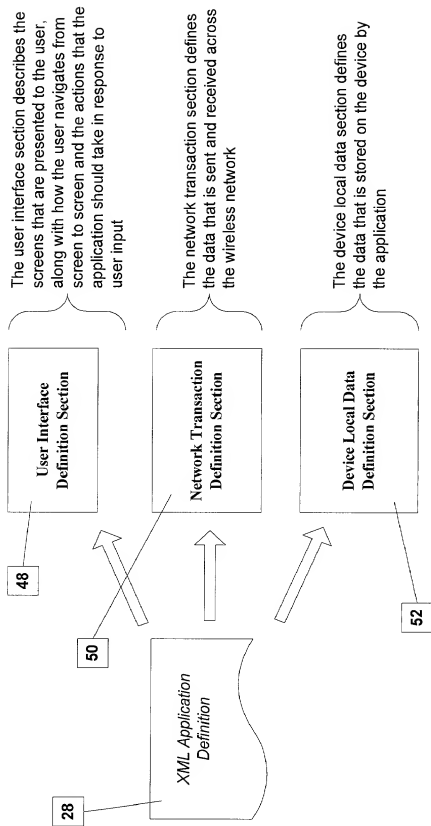 28
XML Application
Definition
48
User Interface
Definition Section
The user interface section describes the
screens that are presented to the user,
along with how the user navigates from
screen to screen and the actions that the
application should take in response to
user input
50
Network Transaction
Definition Section
The network transaction section defines
the data that is sent and received across
the wireless network
52
Device Local Data
Definition Section
The device local data section defines
the data that is stored on the device by
the application